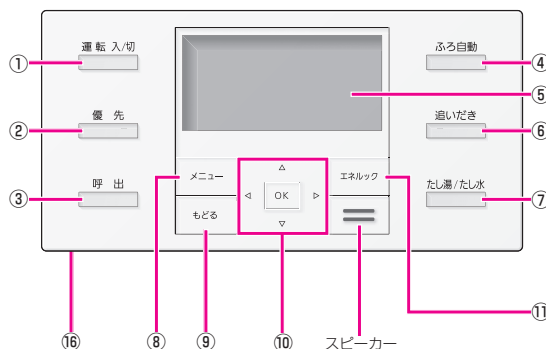 運転 入/切
ふろ自動
①
④
⑤
優 先
追いだき
②
⑥
メニュー
△
エネルック
呼 出
◁
OK
▷
たし湯/たし水
③
⑦
もどる
▽
⑪
⑯
⑧
⑨
⑩
スピーカー